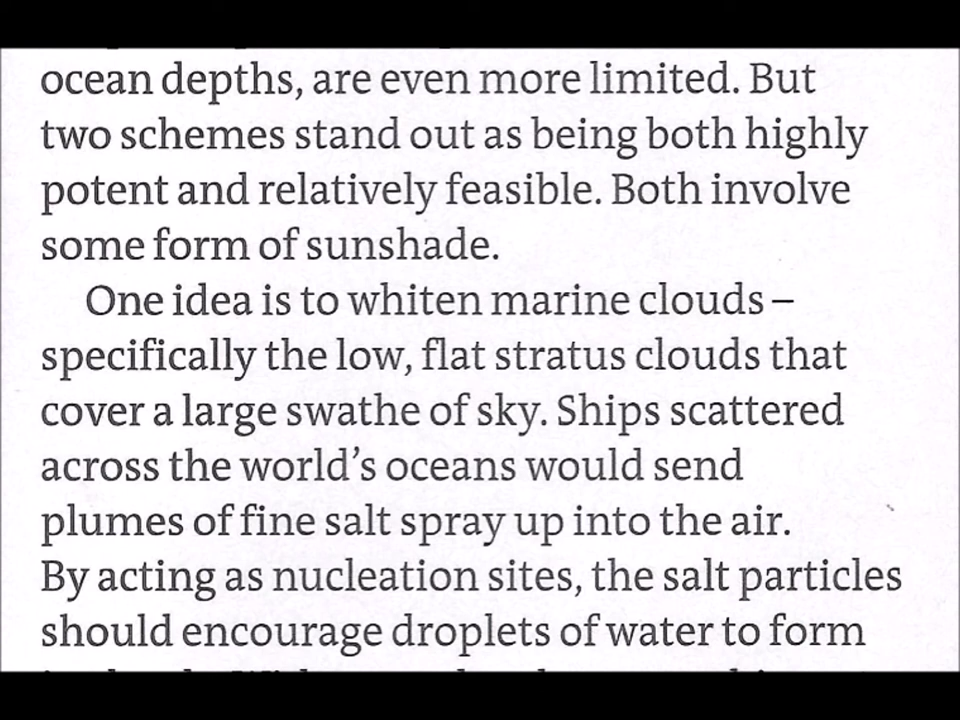 ocean depths, are even more limited. But
two schemes stand out as being both highly
potent and relatively feasible. Both involve
some form of sunshade.
One idea is to whiten marine clouds –
specifically the low, flat stratus clouds that
cover a large swathe of sky. Ships scattered
across the world’s oceans would send
plumes of fine salt spray up into the air.
By acting as nucleation sites, the salt particles
should encourage droplets of water to form